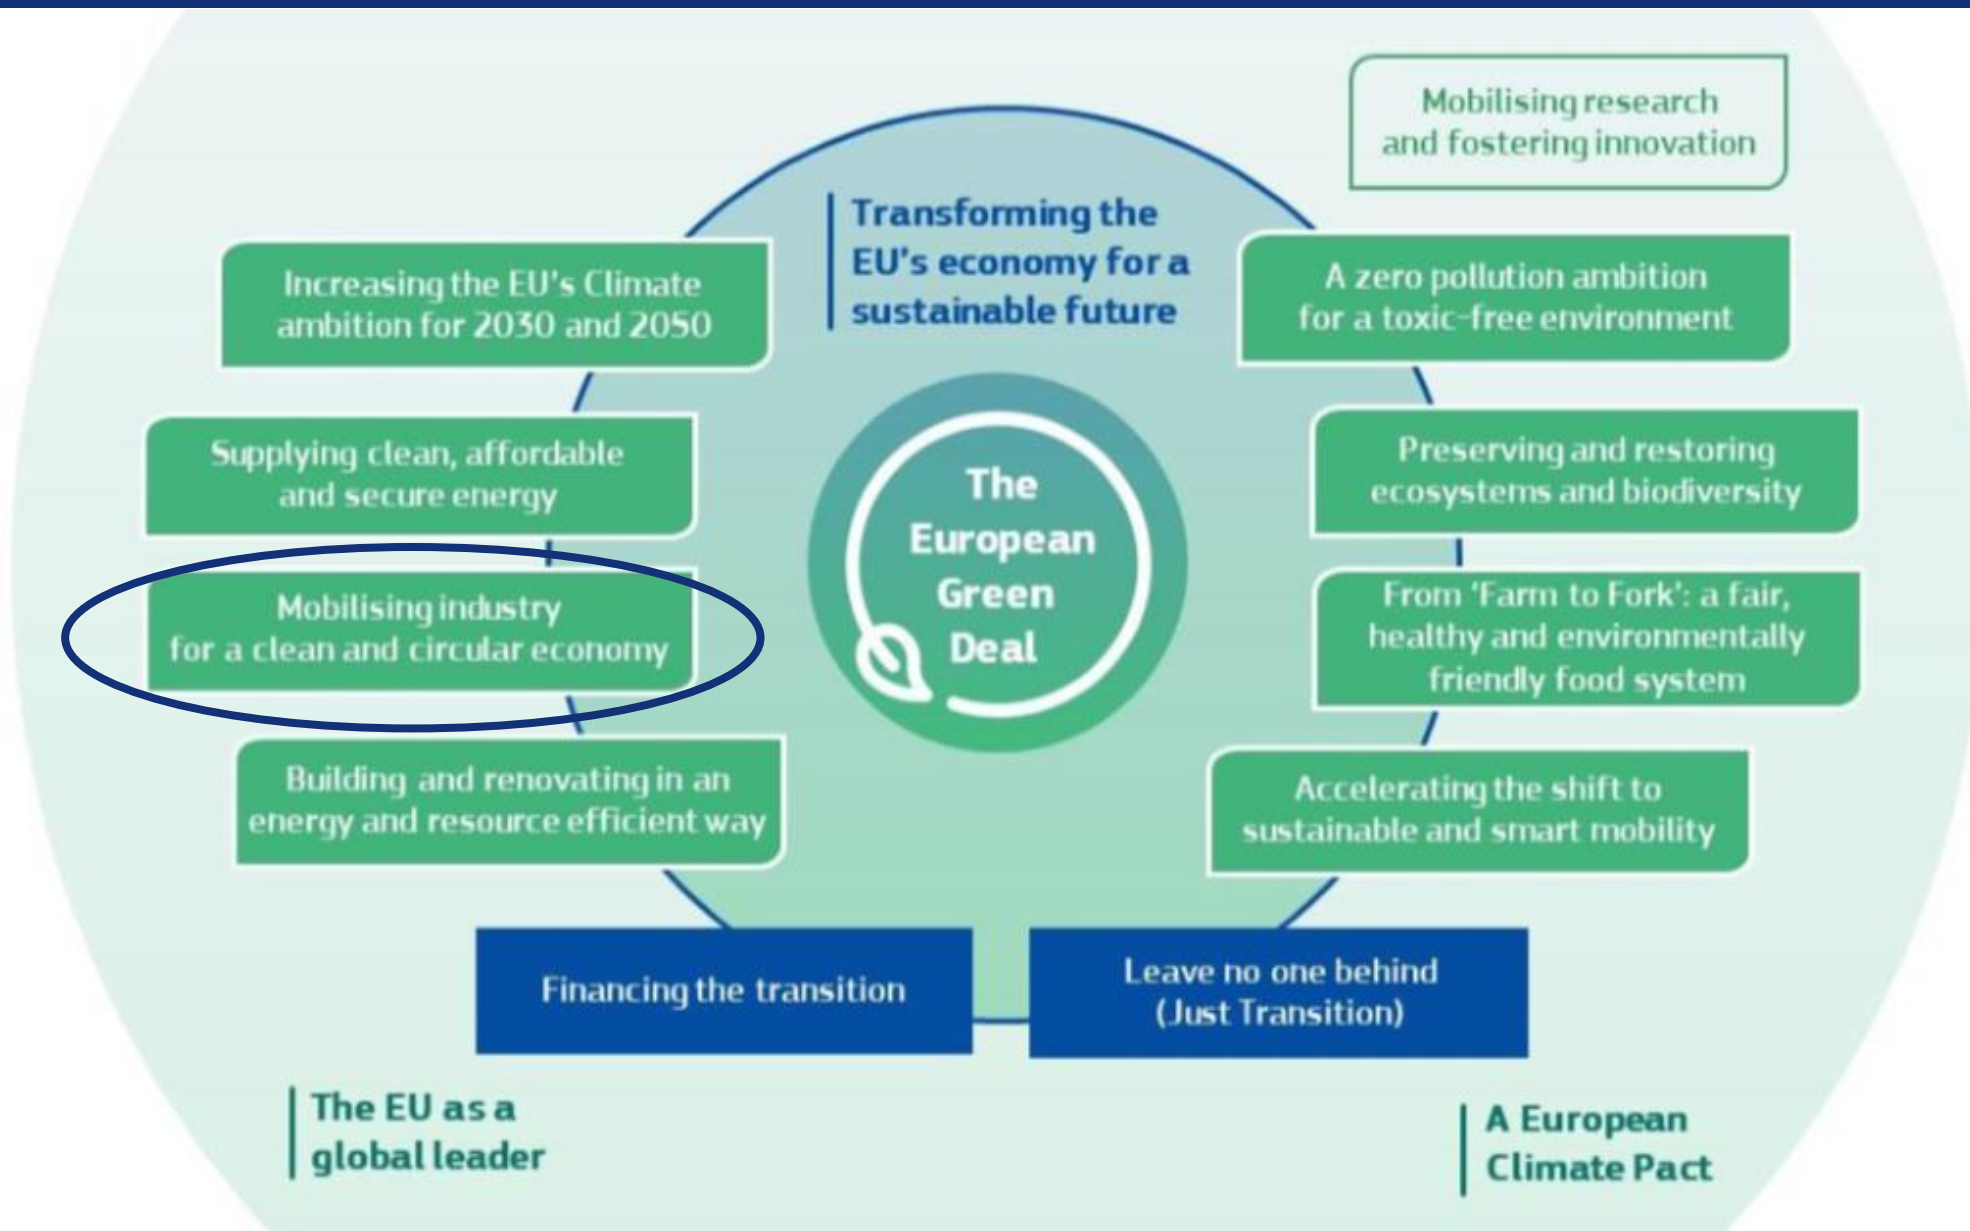 Mobilising research
and fostering innovation
Transforming the
EU's economy for a
sustainable future
Increasing the EU's Climate
ambition for 2030 and 2050
Supplying clean, affordable
and secure energy
Mobilising industry
for a clean and circular economy
Building and renovating in an
energy and resource efficient way
The
European
Green
Deal
A zero pollution ambition
for a toxic-free environment
Preserving and restoring
ecosystems and biodiversity
From ‘Farm to Fork’: a fair,
healthy and environmentally
friendly food system
Accelerating the shift to
sustainable and smart mobility
Financing the transition
Leave no one behind
(Just Transition)
The EU as a
global leader
A European
Climate Pact